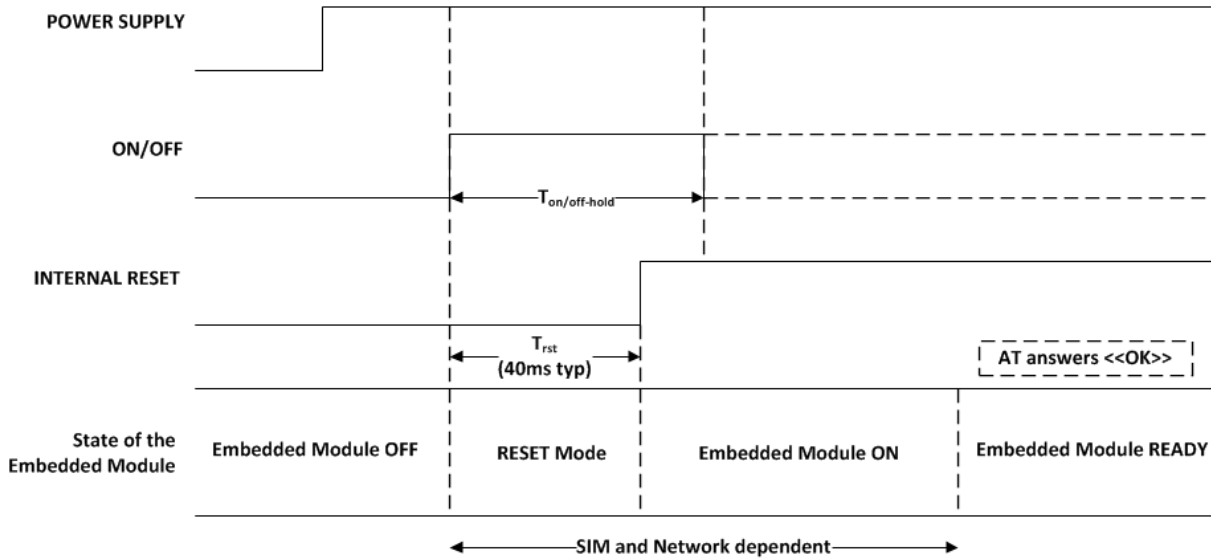 POWER SUPPLY
ON/OFF
Ton/off-hold
INTERNAL RESET
Trst
(40ms typ)
AT answers <<OK>>
State of the
Embedded Module
Embedded Module OFF
RESET Mode
Embedded Module ON
Embedded Module READY
SIM and Network dependent